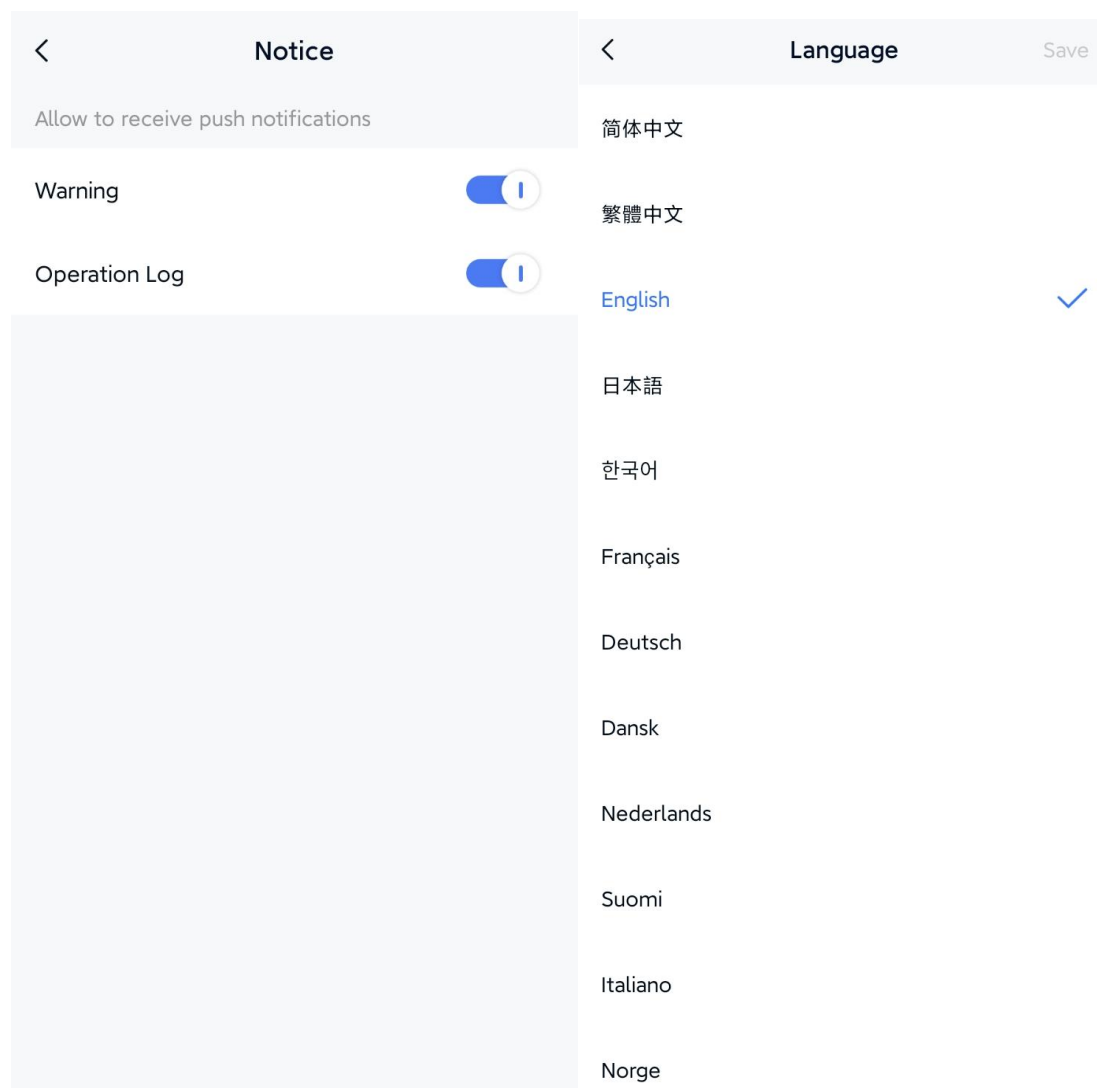 Notice
Allow to receive push notifications
Warning
Operation Log
Language
Save
简体中文
繁體中文
English
日本語
한국어
Français
Deutsch
Dansk
Nederlands
Suomi
Italiano
Norge